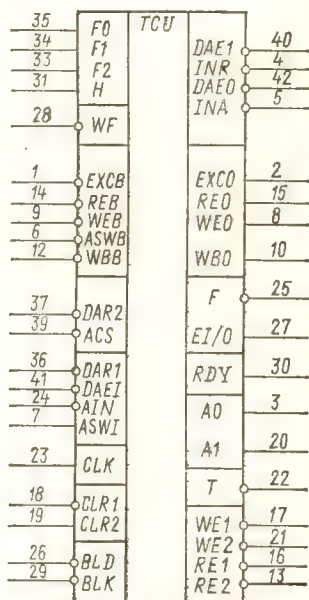 TCU
35 F0
34 F1
33 F2
31 H
28 WF
1 EXCB
14 REB
9 WEB
6 ASWB
12 WBB
37 DAR2
39 ACS
36 DAR1
41 DAEI
24 AIN
7 ASWI
23 CLK
18 CLR1
19 CLR2
26 BLD
29 BLK
DAE1 40
INR 4
DAE0 42
INA 5
EXC0 2
RE0 15
WE0 8
WB0 10
F 25
EI/0 27
RDY 30
A0 3
A1 20
T 22
WE1 17
WE2 21
RE1 16
RE2 13